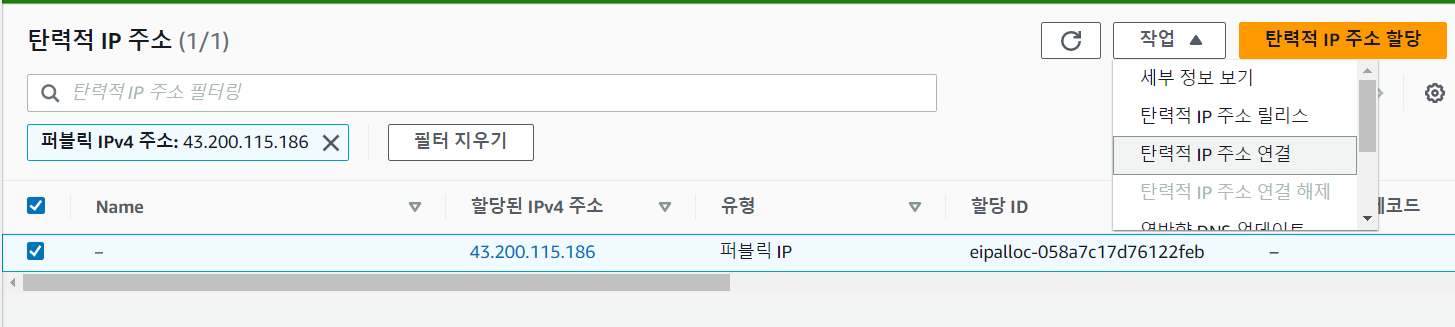 탄력적 IP 주소 (1/1)
작업
탄력적 IP 주소 할당
탄력적 IP 주소 필터링
퍼블릭 IPv4 주소: 43.200.115.186
필터 지우기
세부 정보 보기
탄력적 IP 주소 릴리스
탄력적 IP 주소 연결
탄력적 IP 주소 연결 해제
역방향 DNS 업데이트
Name
할당된 IPv4 주소
유형
할당 ID
레코드
–
43.200.115.186
퍼블릭 IP
eipalloc-058a7c17d76122feb
–